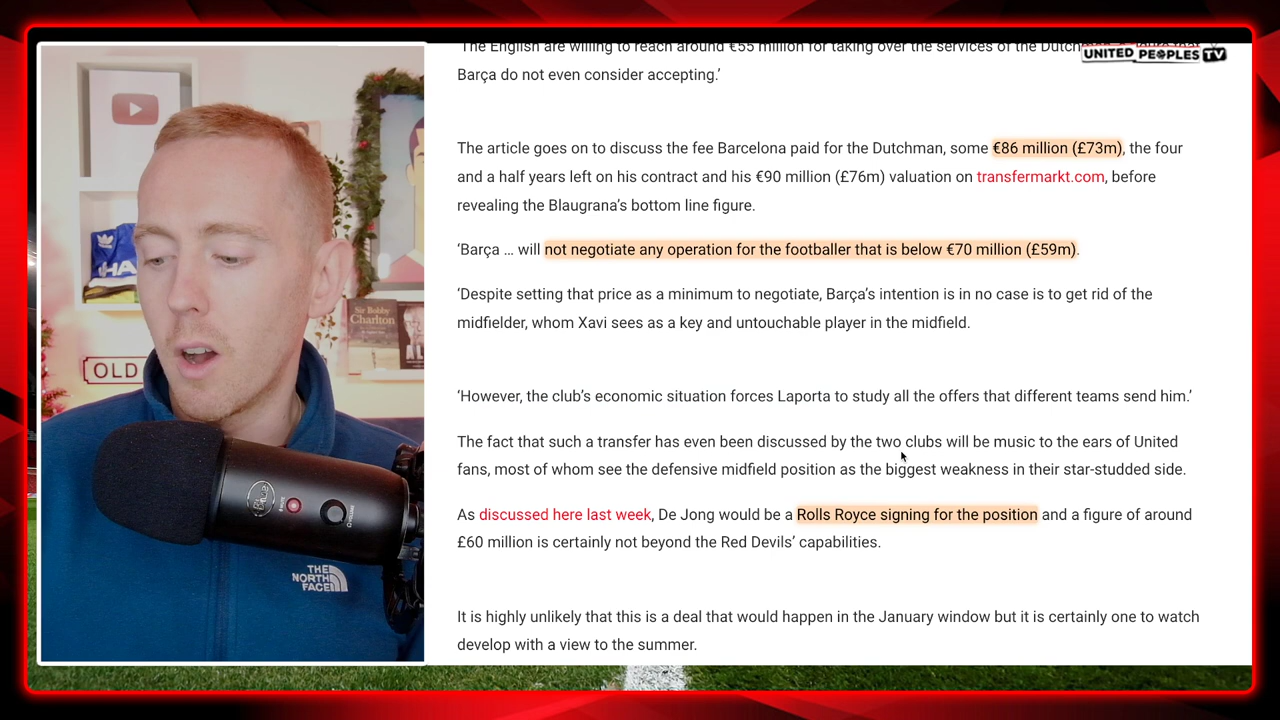 'The English are willing to reach around €55 million for taking over the services of the
UNITED PEOPLES TV
Barça do not even consider accepting.'
The article goes on to discuss the fee Barcelona paid for the Dutchman, some €86 million (£73m), the four
and a half years left on his contract and his €90 million (£76m) valuation on transfermarkt.com, before
revealing the Blaugrana's bottom line figure.
'Barça … will not negotiate any operation for the footballer that is below €70 million (£59m).
'Despite setting that price as a minimum to negotiate, Barça's intention is in no case is to get rid of the
midfielder, whom Xavi sees as a key and untouchable player in the midfield.
'However, the club's economic situation forces Laporta to study all the offers that different teams send him.'
The fact that such a transfer has even been discussed by the two clubs will be music to the ears of United
fans, most of whom see the defensive midfield position as the biggest weakness in their star-studded side.
As discussed here last week, De Jong would be a Rolls Royce signing for the position and a figure of around
£60 million is certainly not beyond the Red Devils' capabilities.
It is highly unlikely that this is a deal that would happen in the January window but it is certainly one to watch
develop with a view to the summer.
HA
Sir Bobby
Charlton
OLD
Blue
THE
NORTH
FACE